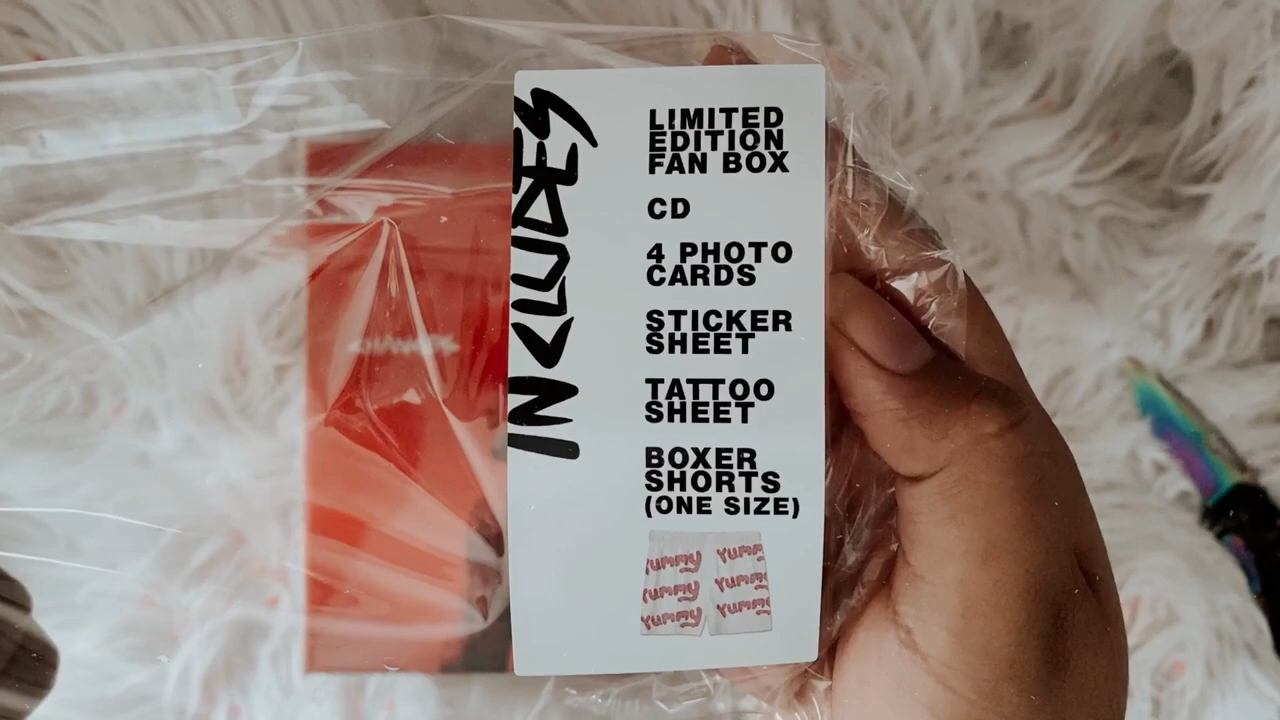 INCLUDES
LIMITED
EDITION
FAN BOX
CD
4 PHOTO
CARDS
STICKER
SHEET
TATTOO
SHEET
BOXER
SHORTS
(ONE SIZE)
Yummy Yummy
Yummy Yummy
Yummy Yummy